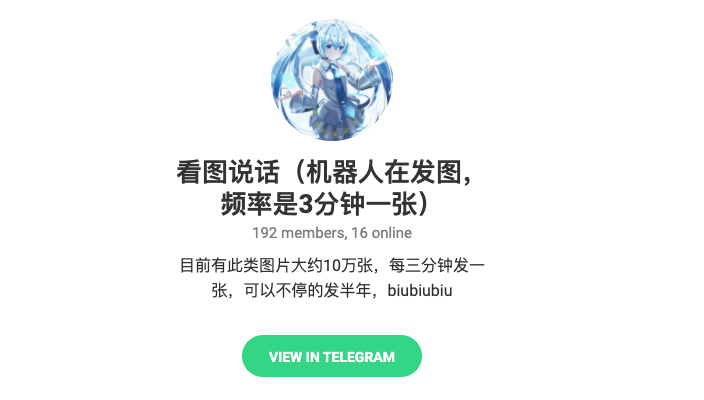 看图说话（机器人在发图，
频率是3分钟一张）
192 members, 16 online
目前有此类图片大约10万张，每三分钟发一
张，可以不停的发半年，biubiubiu
VIEW IN TELEGRAM